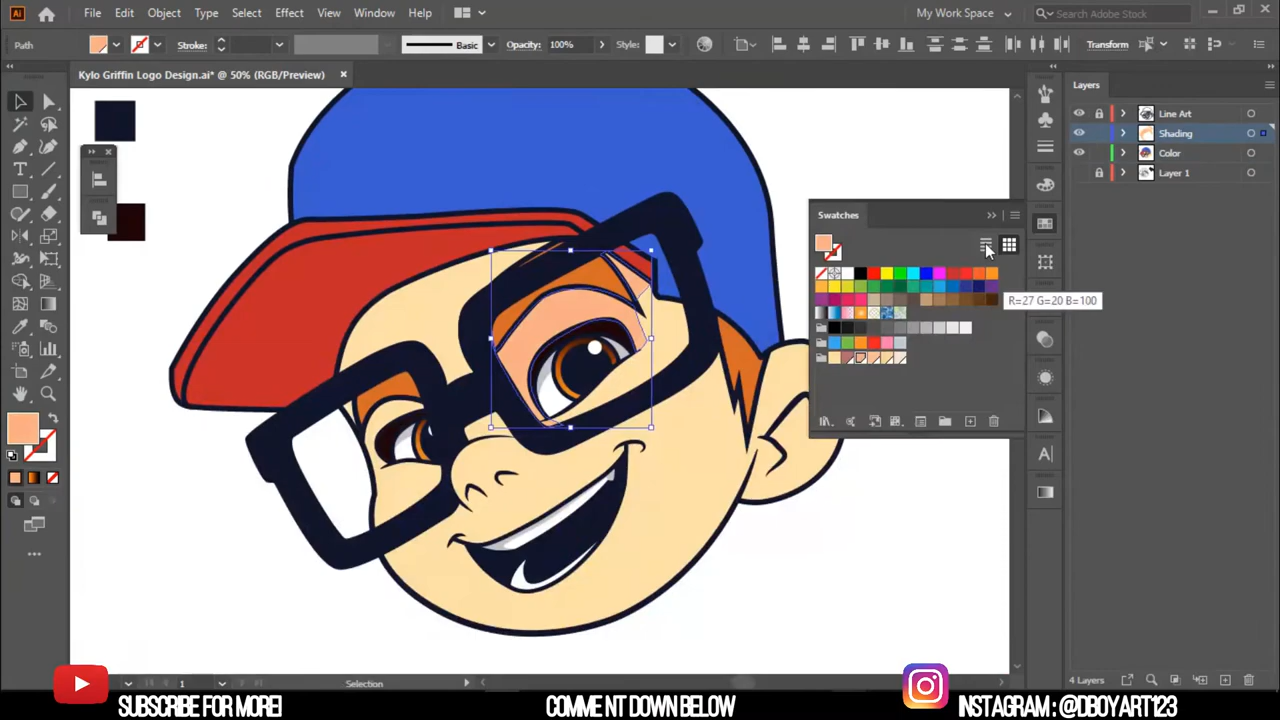 Ai File Edit Object Type Select Effect View Window Help My Work Space Search Adobe Stock
Path Stroke: Basic Opacity: 100% Style: Transform
Kylo Griffin Logo Design.ai* @ 50% (RGB/Preview)
Layers
Line Art
Shading
Color
Layer 1
Swatches
R=27 G=20 B=100
1 Selection
4 Layers
SUBSCRIBE FOR MORE! COMMENT DOWN BELOW INSTAGRAM : @DBOYART123